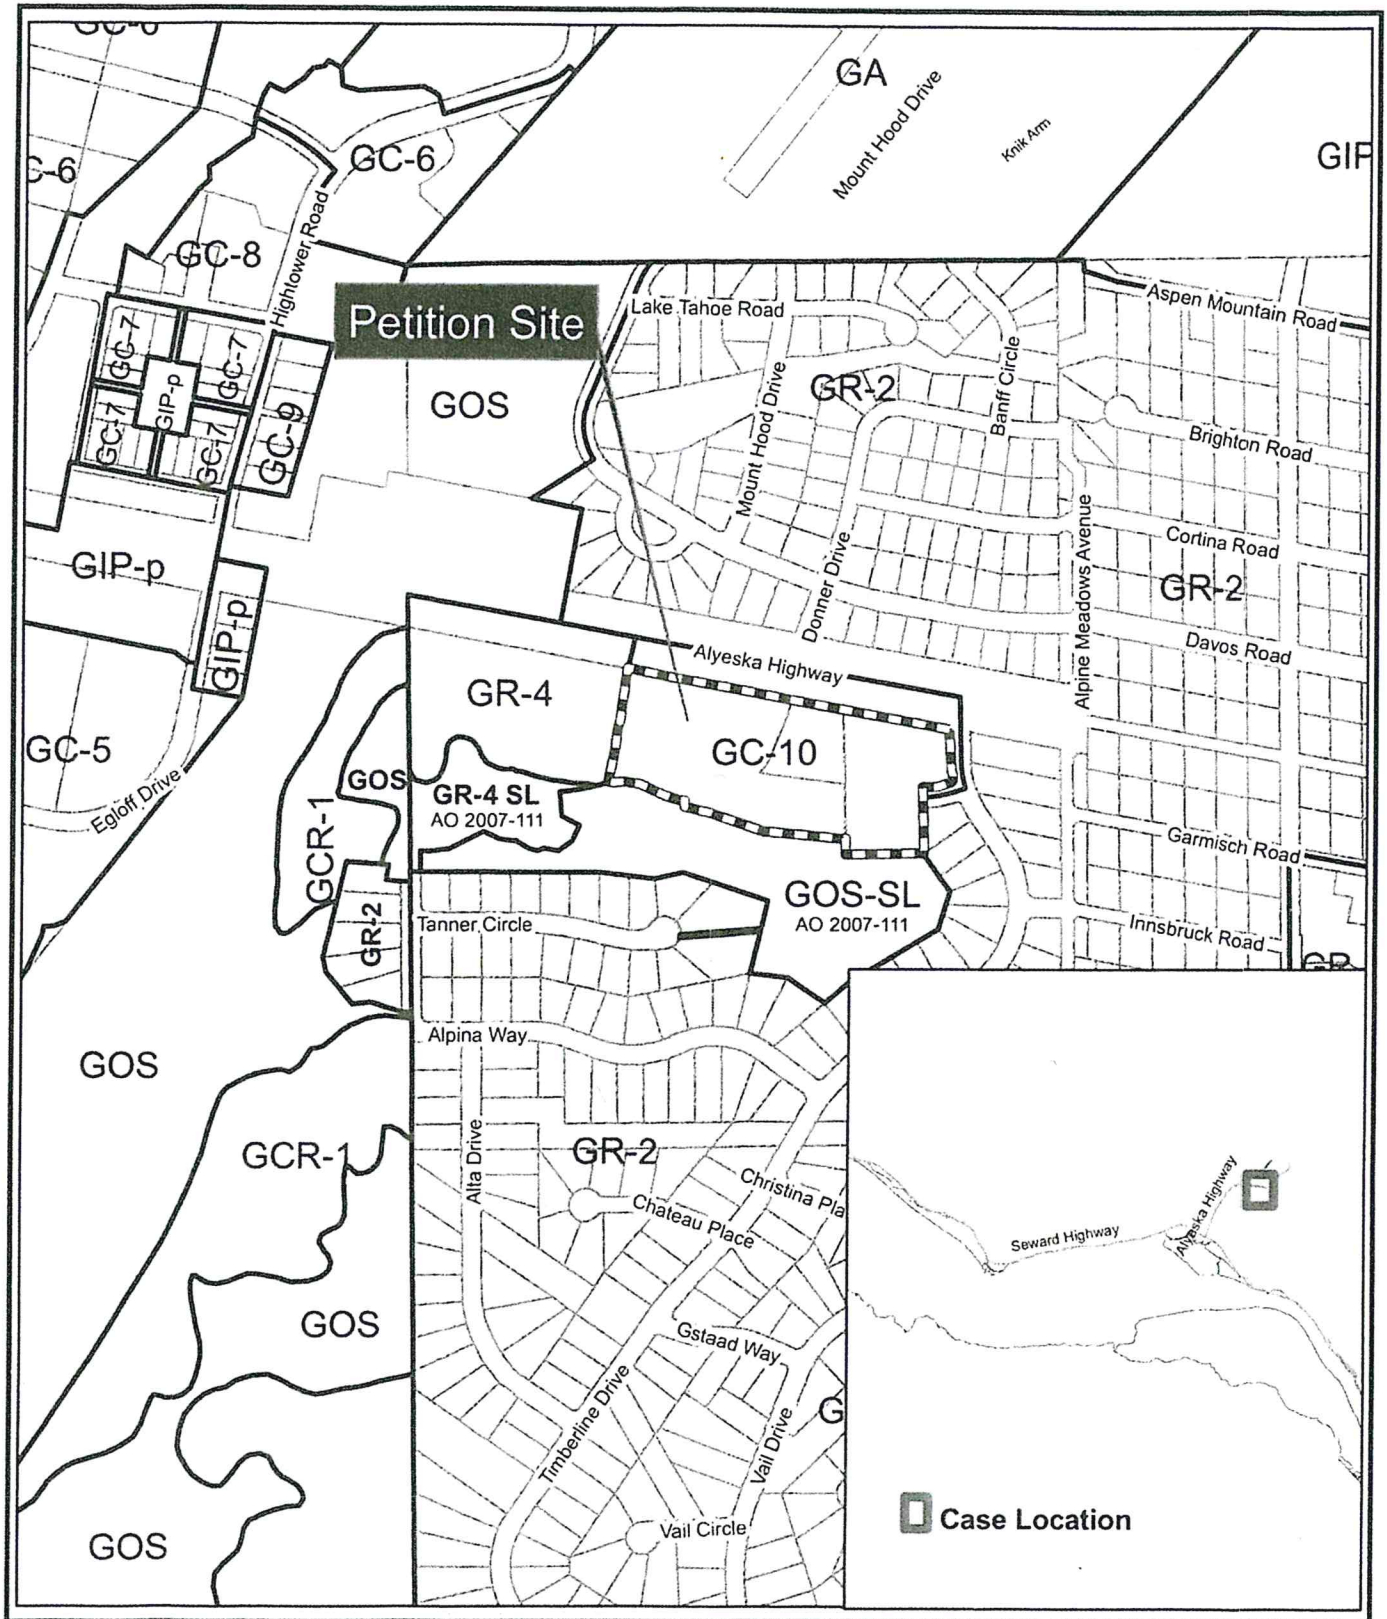 GC-6
GA
Mount Hood Drive
Knik Arm
GIP
C-6
GC-6
Hightower Road
GC-8
Petition Site
Lake Tahoe Road
Aspen Mountain Road
GC-7
GC-7
GIP-p
GC-7
GC-7
GC-9
GOS
Mount Hood Drive
GR-2
Banff Circle
Brighton Road
Cortina Road
Alpine Meadows Avenue
GR-2
Donner Drive
Davos Road
GIP-p
GIP-p
Alyeska Highway
GR-4
GC-10
GC-5
Egloff Drive
GOS
GCR-1
GR-4 SL
AO 2007-111
Garmisch Road
GOS-SL
AO 2007-111
Innsbruck Road
GR
GR-2
Tanner Circle
Alpina Way
GOS
GCR-1
Alta Drive
GR-2
Christina Pla
Chateau Place
GOS
Gstaad Way
Timberline Drive
Vail Drive
G
Vail Circle
GOS
Seward Highway
Alyeska Highway
Case Location